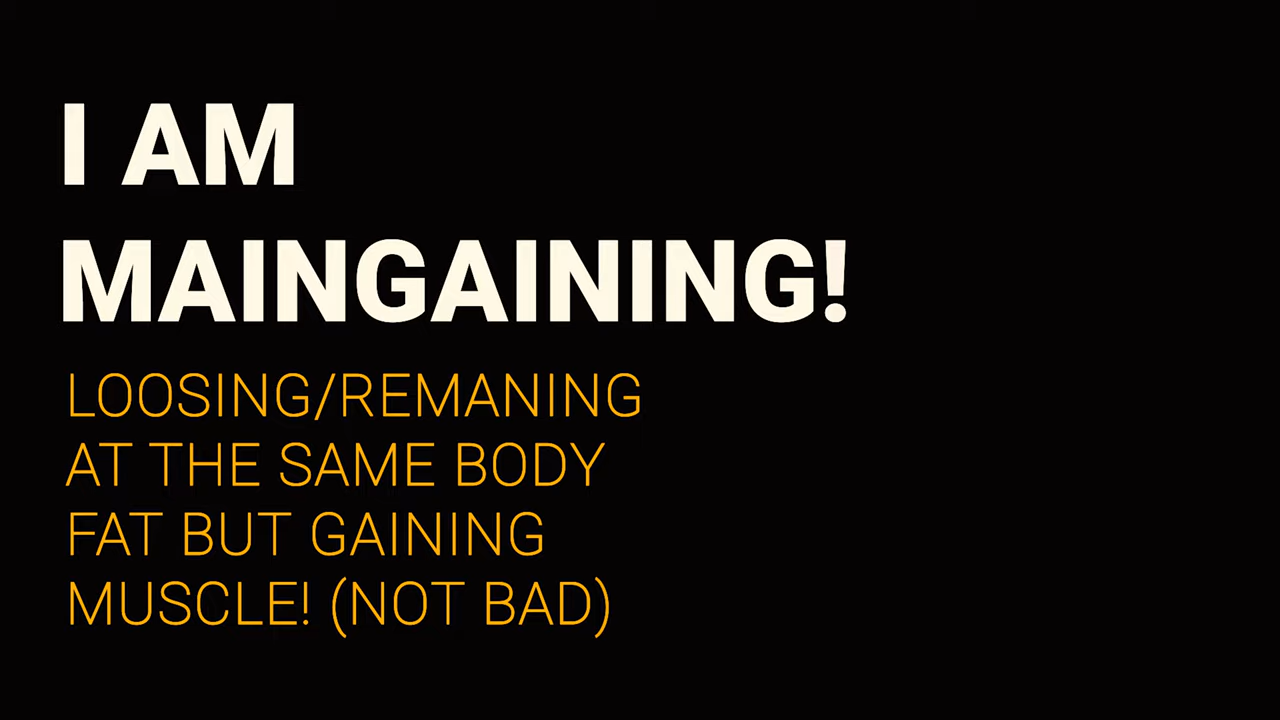 I AM
MAINGAINING!
LOOSING/REMANING
AT THE SAME BODY
FAT BUT GAINING
MUSCLE! (NOT BAD)